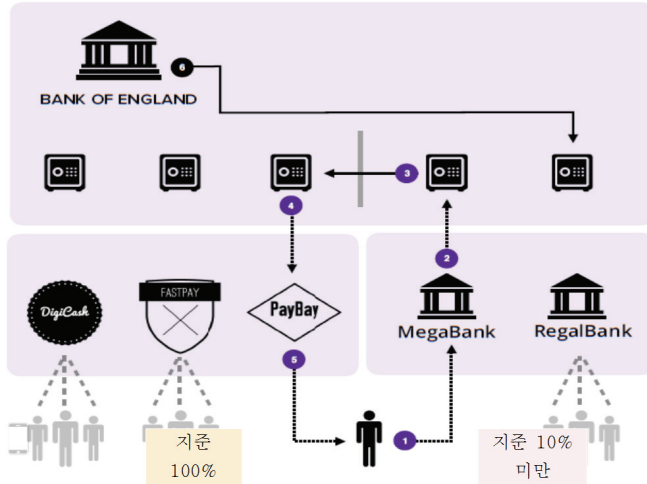 6
BANK OF ENGLAND
3
4
2
DigiCash
FASTPAY
PayBay
MegaBank
RegalBank
5
1
지준
100%
지준 10%
미만